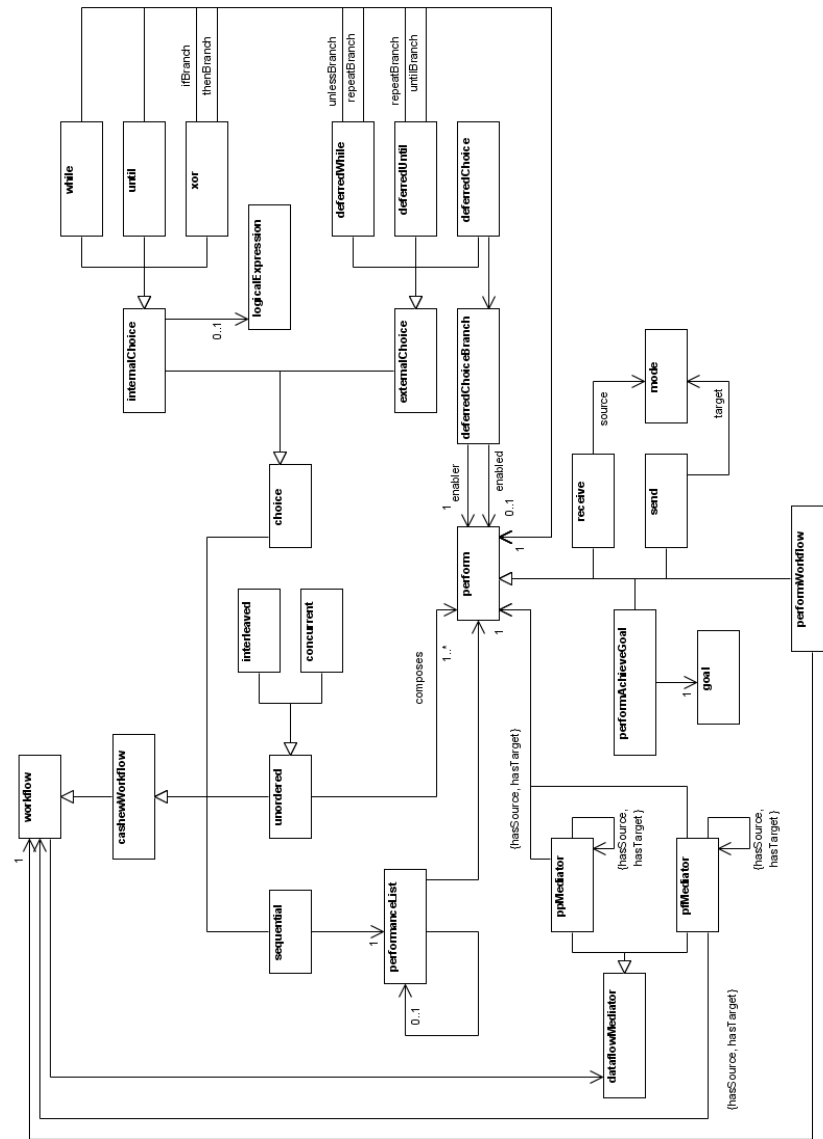 workflow
1
cashewWorkflow
while
until
xor
ifBranch
thenBranch
internalChoice
logicalExpression
0..1
sequential
unordered
interleaved
concurrent
choice
composes
1..*
externalChoice
deferredWhile
unlessBranch
repeatBranch
deferredUntil
repeatBranch
untilBranch
deferredChoice
deferredChoiceBranch
1
enabler
enabled
0..1
performanceList
1
0..1
perform
1
1
dataflowMediator
ppMediator
{hasSource,
hasTarget}
{hasSource, hasTarget}
pfMediator
{hasSource,
hasTarget}
{hasSource, hasTarget}
performAchieveGoal
1
goal
receive
source
send
target
mode
performWorkflow